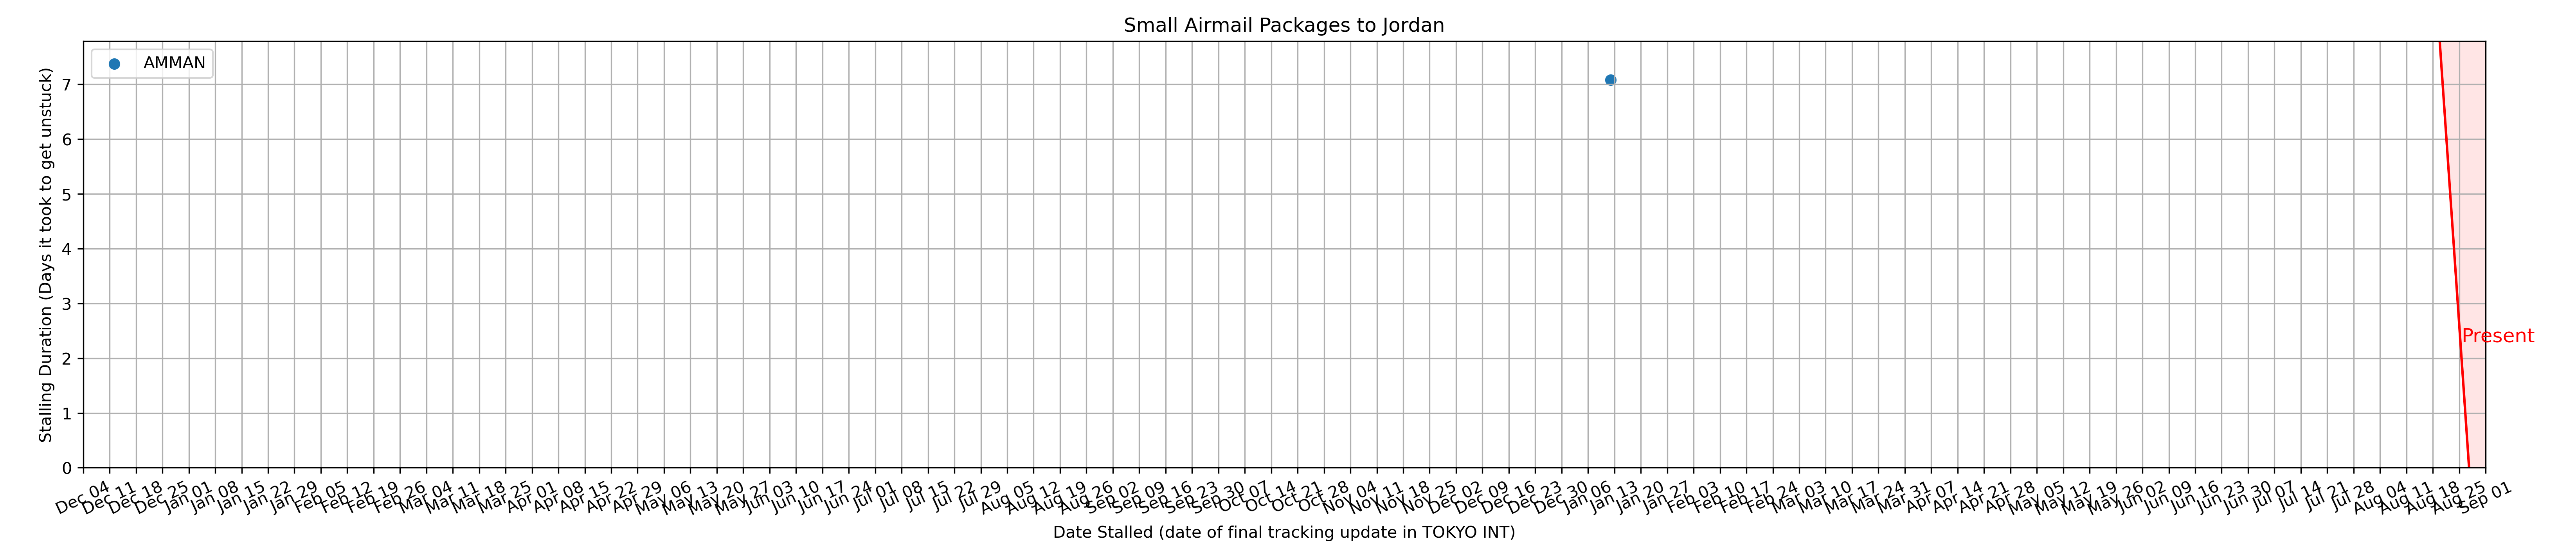 Small Airmail Packages to Jordan
AMMAN
Stalling Duration (Days it took to get unstuck)
7
6
5
4
3
2
1
0
Present
Dec 04 Dec 11 Dec 18 Dec 25 Jan 01 Jan 08 Jan 15 Jan 22 Jan 29 Feb 05 Feb 12 Feb 19 Feb 26 Mar 04 Mar 11 Mar 18 Mar 25 Apr 01 Apr 08 Apr 15 Apr 22 Apr 29 May 06 May 13 May 20 May 27 Jun 03 Jun 10 Jun 17 Jun 24 Jul 01 Jul 08 Jul 15 Jul 22 Jul 29 Aug 05 Aug 12 Aug 19 Aug 26 Sep 02 Sep 09 Sep 16 Sep 23 Sep 30 Oct 07 Oct 14 Oct 21 Oct 28 Nov 04 Nov 11 Nov 18 Nov 25 Dec 02 Dec 09 Dec 16 Dec 23 Dec 30 Jan 06 Jan 13 Jan 20 Jan 27 Feb 03 Feb 10 Feb 17 Feb 24 Mar 03 Mar 10 Mar 17 Mar 24 Mar 31 Apr 07 Apr 14 Apr 21 Apr 28 May 05 May 12 May 19 May 26 Jun 02 Jun 09 Jun 16 Jun 23 Jun 30 Jul 07 Jul 14 Jul 21 Jul 28 Aug 04 Aug 11 Aug 18 Aug 25 Sep 01
Date Stalled (date of final tracking update in TOKYO INT)